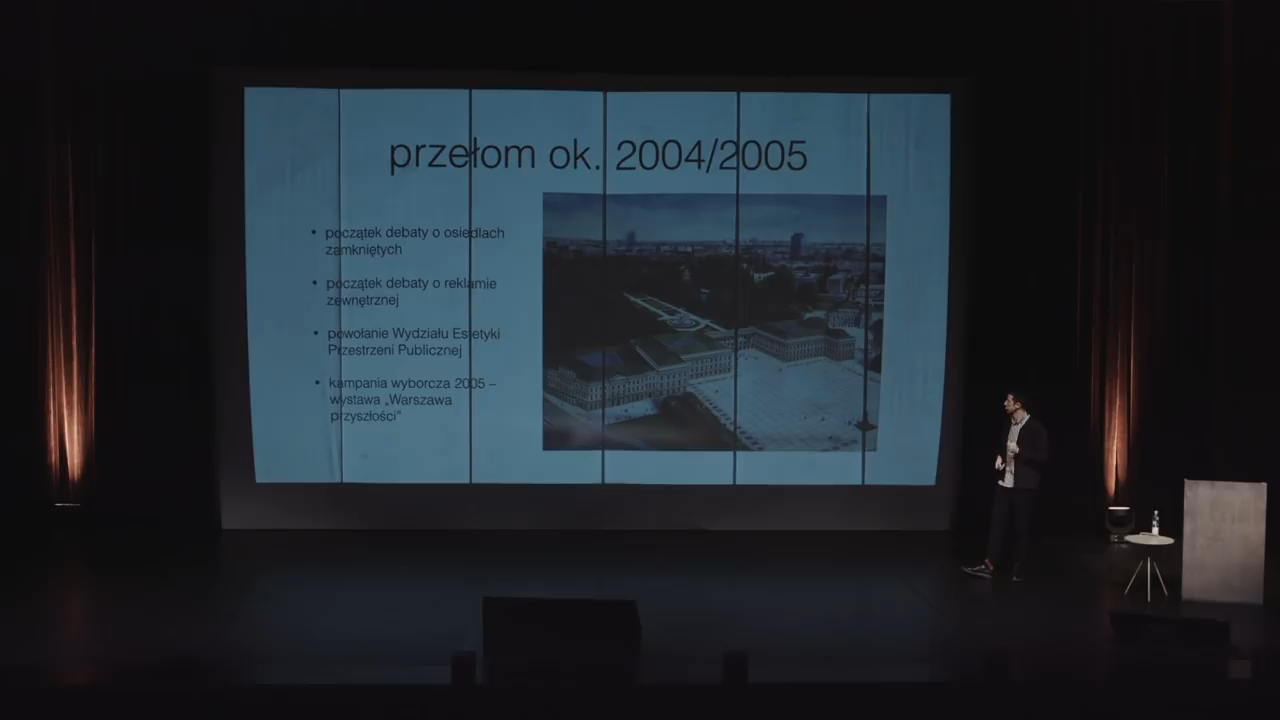 przełom ok. 2004/2005
• początek debaty o osiedlach
zamkniętych
• początek debaty o reklamie
zewnętrznej
• powołanie Wydziału Estetyki
Przestrzeni Publicznej
• kampania wyborcza 2005 –
wystawa „Warszawa
przyszłości”